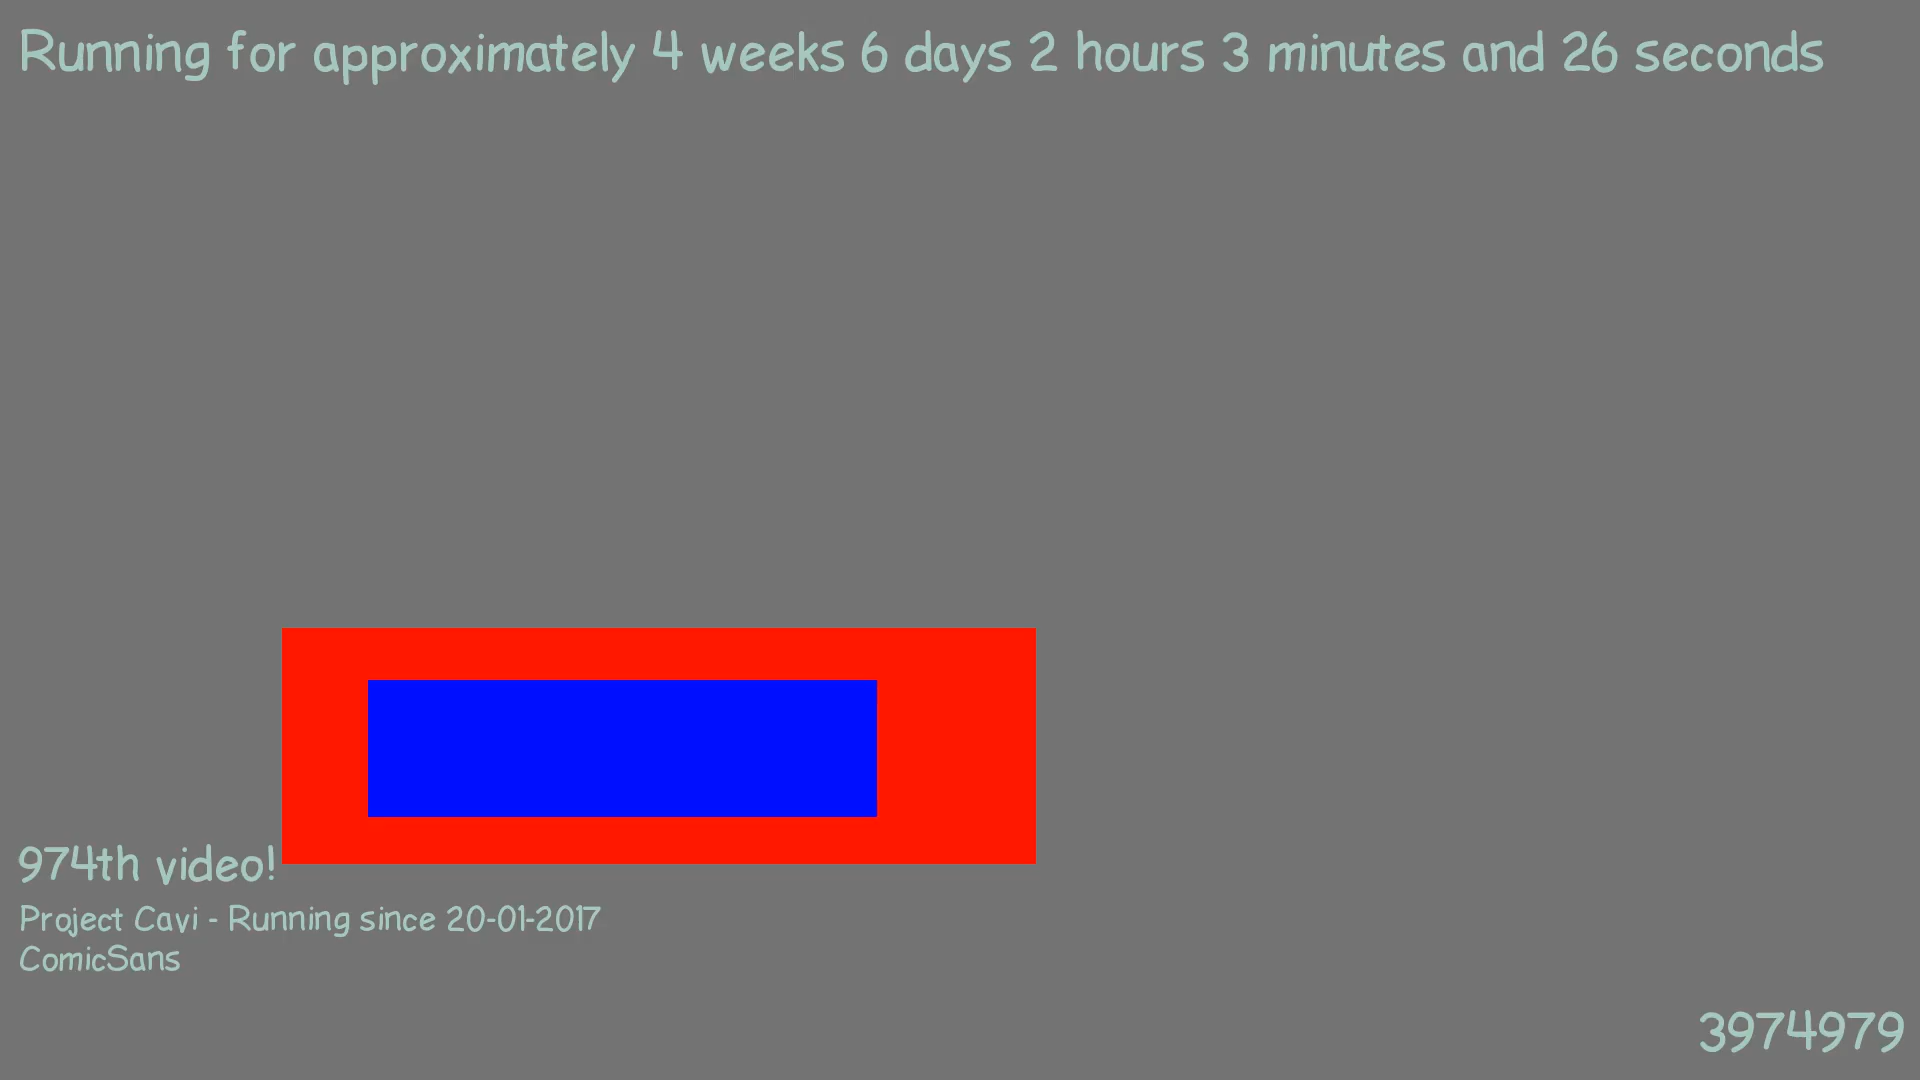 Running for approximately 4 weeks 6 days 2 hours 3 minutes and 26 seconds
974th video!
Project Cavi - Running since 20-01-2017
ComicSans
3974979